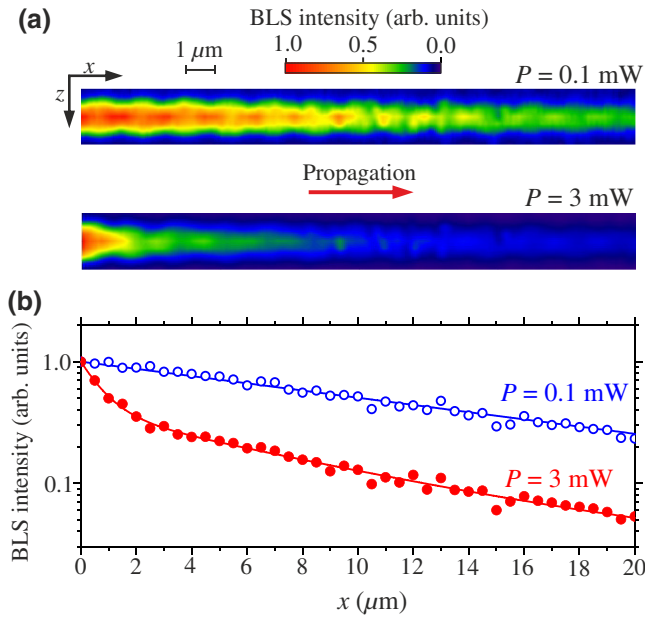 (a)
BLS intensity (arb. units)
1 μm
1.0 0.5 0.0
x
z
P = 0.1 mW
Propagation
P = 3 mW
(b)
BLS intensity (arb. units)
1.0
0.1
P = 0.1 mW
P = 3 mW
0 2 4 6 8 10 12 14 16 18 20
x (μm)